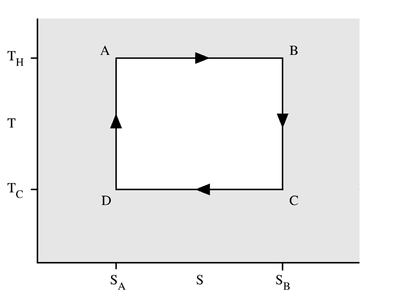 A B
T_H
T
T_C
D C
S_A S S_B